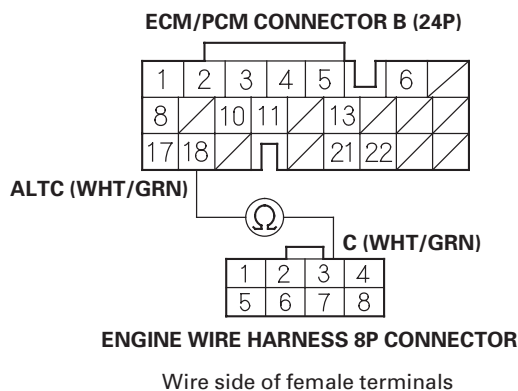 ECM/PCM CONNECTOR B (24P)
1 2 3 4 5 6
8 10 11 13
17 18 21 22
ALTC (WHT/GRN)
Ω
C (WHT/GRN)
1 2 3 4
5 6 7 8
ENGINE WIRE HARNESS 8P CONNECTOR
Wire side of female terminals